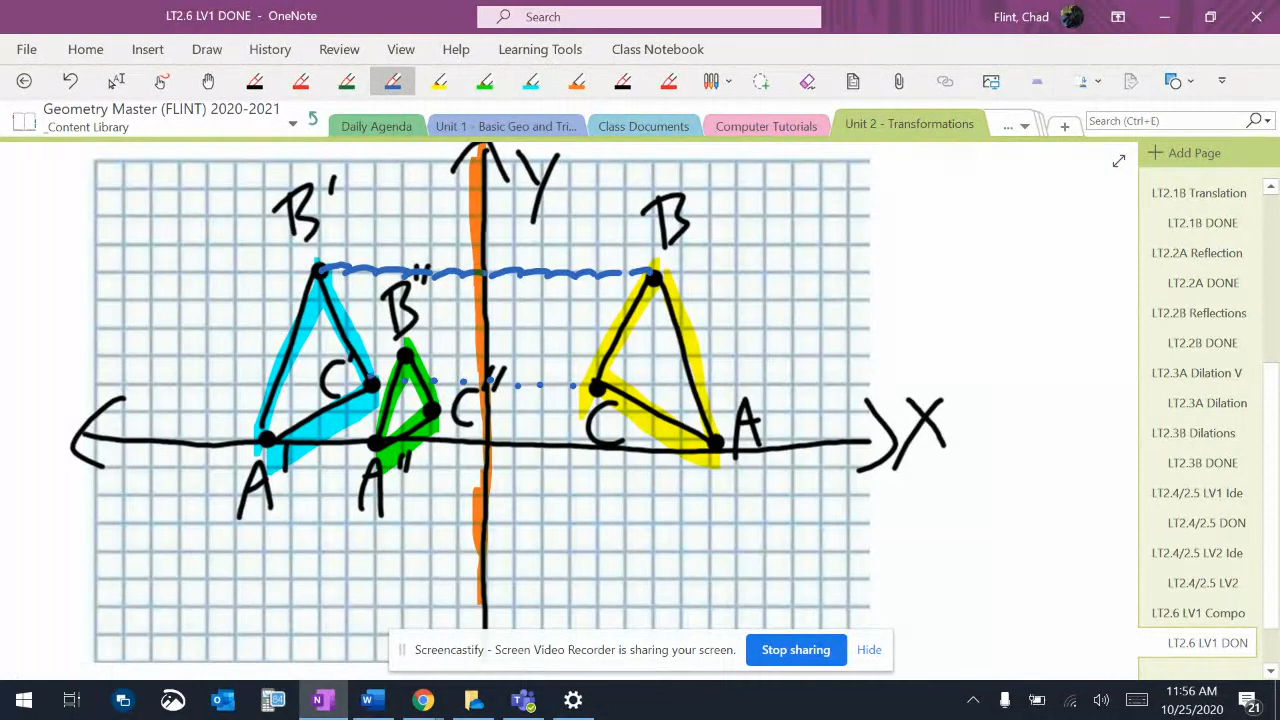 LT2.6 LV1 DONE - OneNote
Search
Flint, Chad
File Home Insert Draw History Review View Help Learning Tools Class Notebook
Geometry Master (FLINT) 2020-2021
_Content Library
Daily Agenda
Unit 1 - Basic Geo and Tri...
Class Documents
Computer Tutorials
Unit 2 - Transformations
...
Search (Ctrl+E)
Add Page
LT2.1B Translation
LT2.1B DONE
LT2.2A Reflection
LT2.2A DONE
LT2.2B Reflections
LT2.2B DONE
LT2.3A Dilation V
LT2.3A Dilation
LT2.3B Dilations
LT2.3B DONE
LT2.4/2.5 LV1 Ide
LT2.4/2.5 DON
LT2.4/2.5 LV2 Ide
LT2.4/2.5 LV2
LT2.6 LV1 Compo
LT2.6 LV1 DON
Y
B'
B
B"
C'
C"
C
A
X
A'
A"
Screencastify - Screen Video Recorder is sharing your screen.
Stop sharing
Hide
11:56 AM
10/25/2020
21